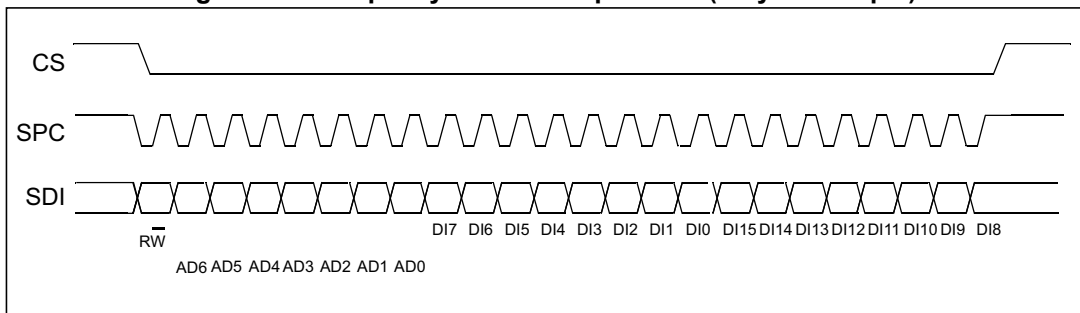 CS
SPC
SDI
DI7 DI6 DI5 DI4 DI3 DI2 DI1 DI0 DI15 DI14 DI13 DI12 DI11 DI10 DI9 DI8
RW̅
AD6 AD5 AD4 AD3 AD2 AD1 AD0